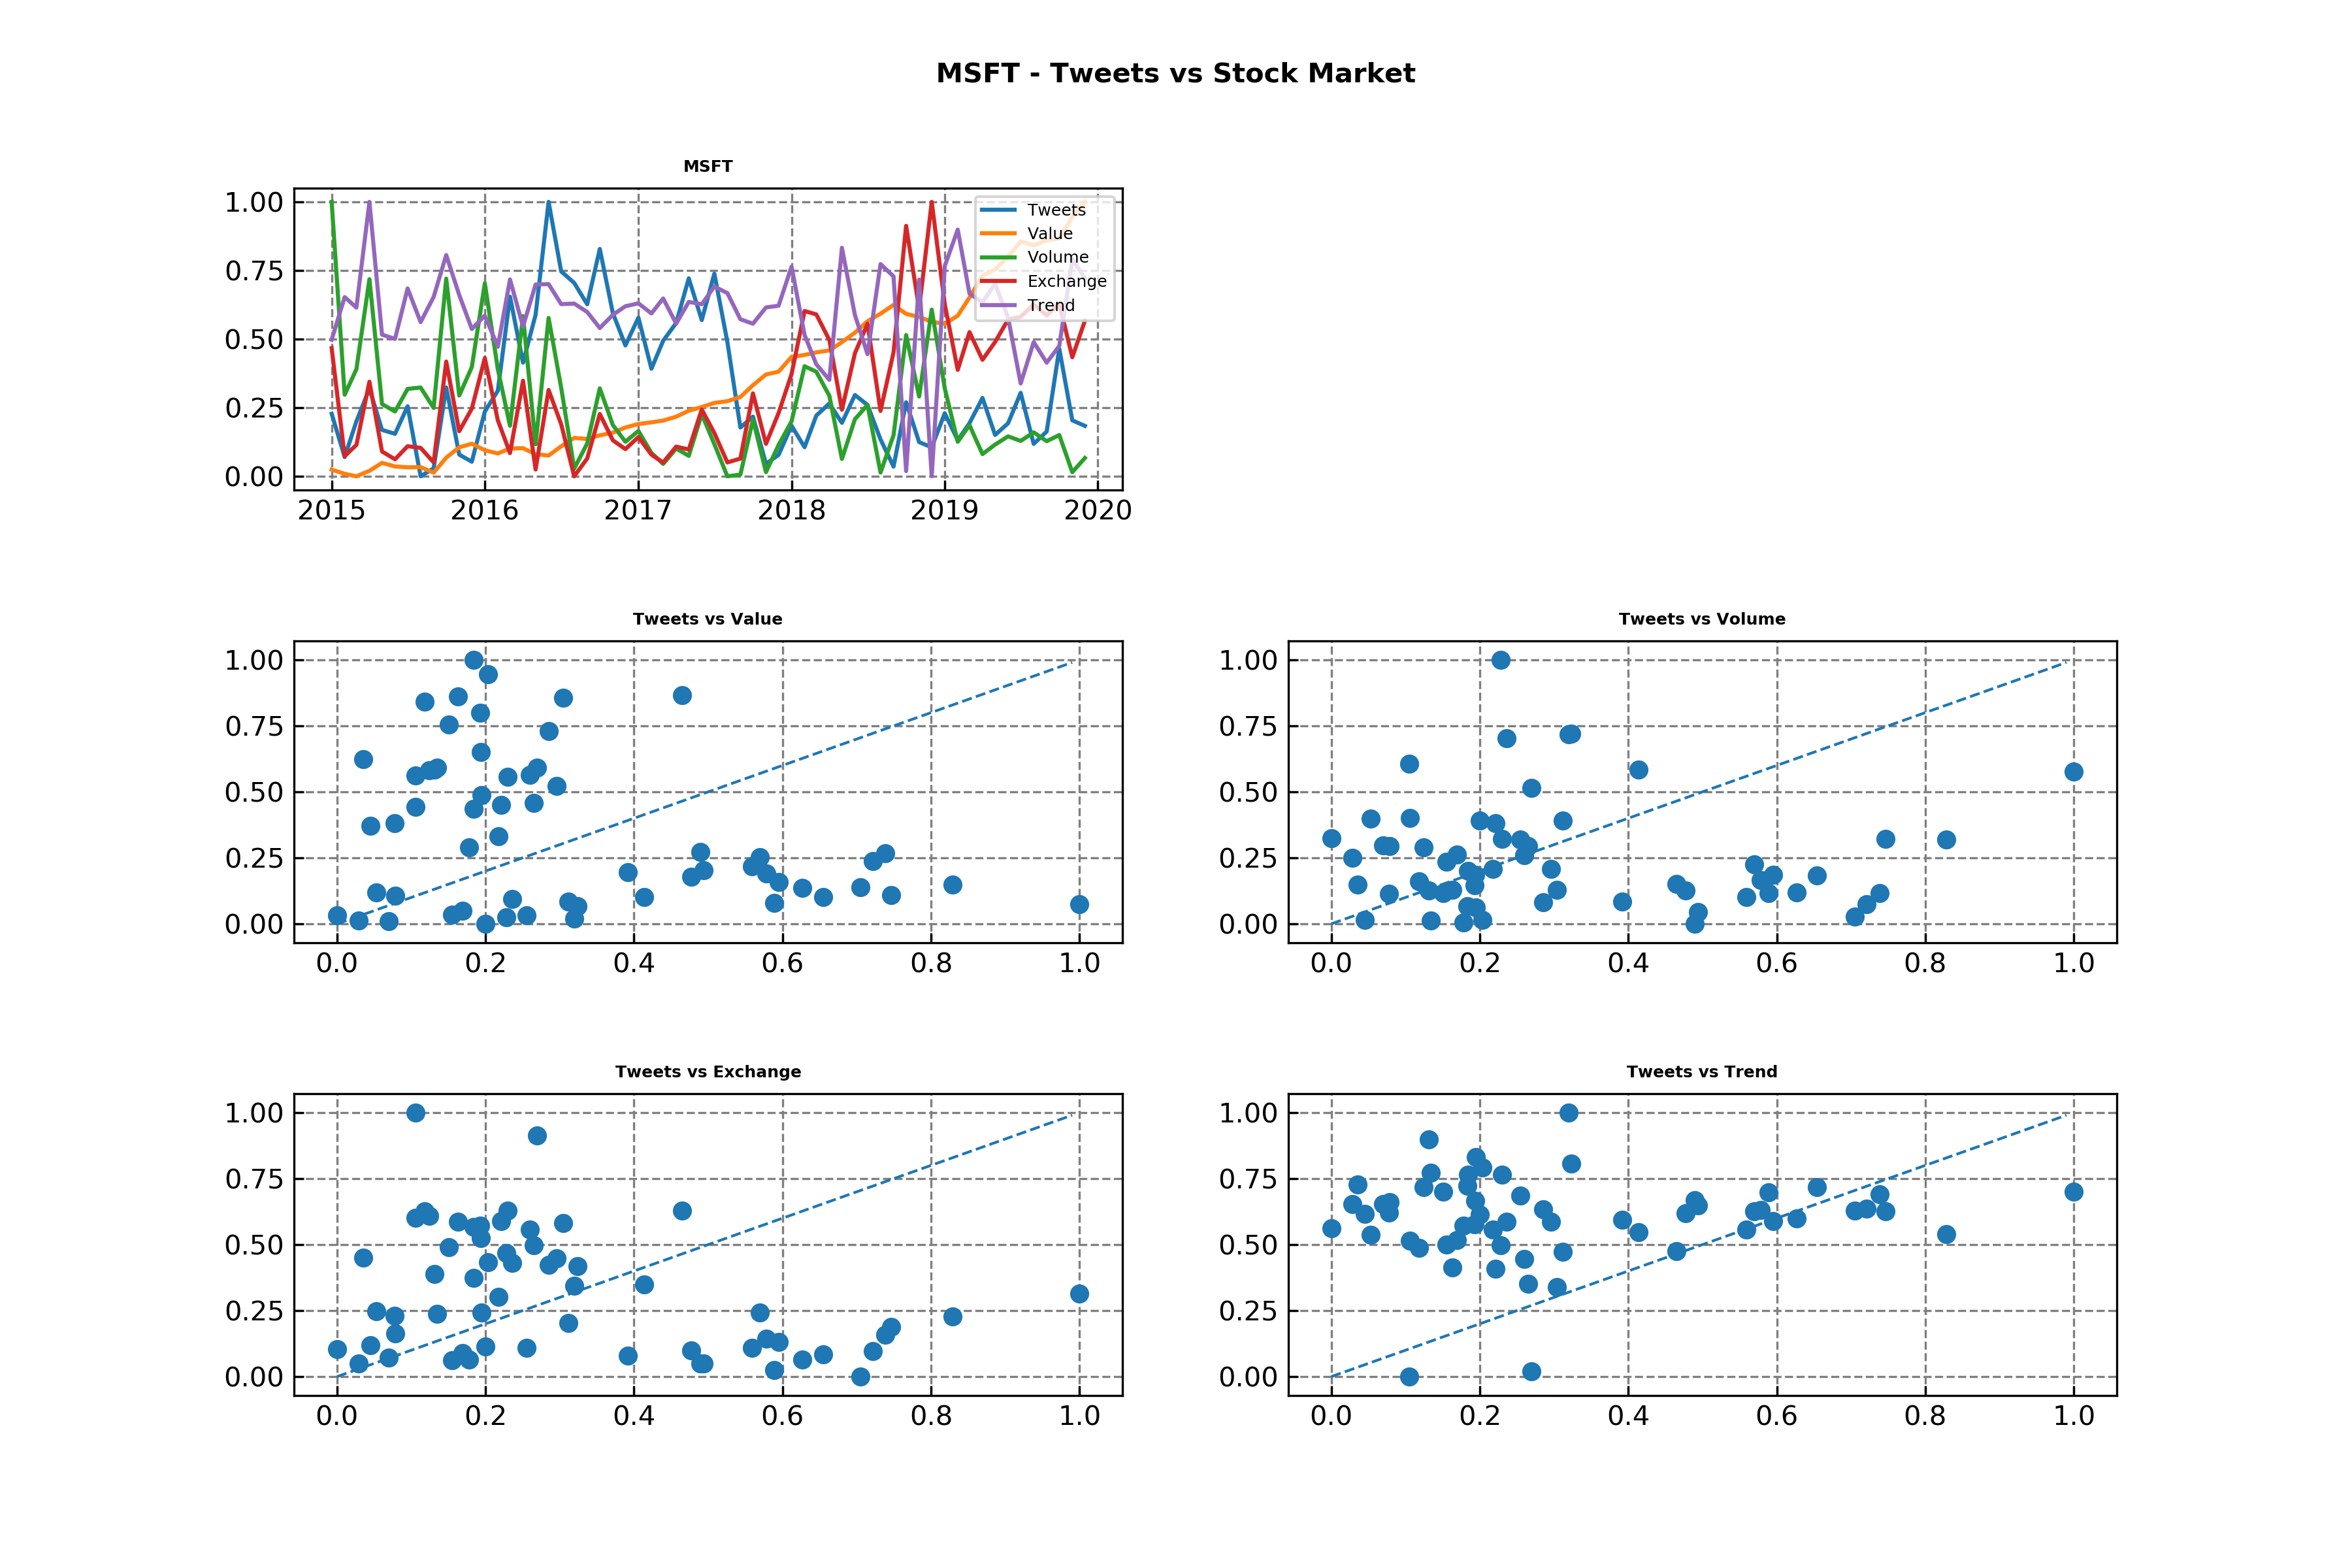 MSFT - Tweets vs Stock Market
MSFT
1.00
0.75
0.50
0.25
0.00
2015 2016 2017 2018 2019 2020
Tweets
Value
Volume
Exchange
Trend
Tweets vs Value
1.00
0.75
0.50
0.25
0.00
0.0 0.2 0.4 0.6 0.8 1.0
Tweets vs Volume
1.00
0.75
0.50
0.25
0.00
0.0 0.2 0.4 0.6 0.8 1.0
Tweets vs Exchange
1.00
0.75
0.50
0.25
0.00
0.0 0.2 0.4 0.6 0.8 1.0
Tweets vs Trend
1.00
0.75
0.50
0.25
0.00
0.0 0.2 0.4 0.6 0.8 1.0